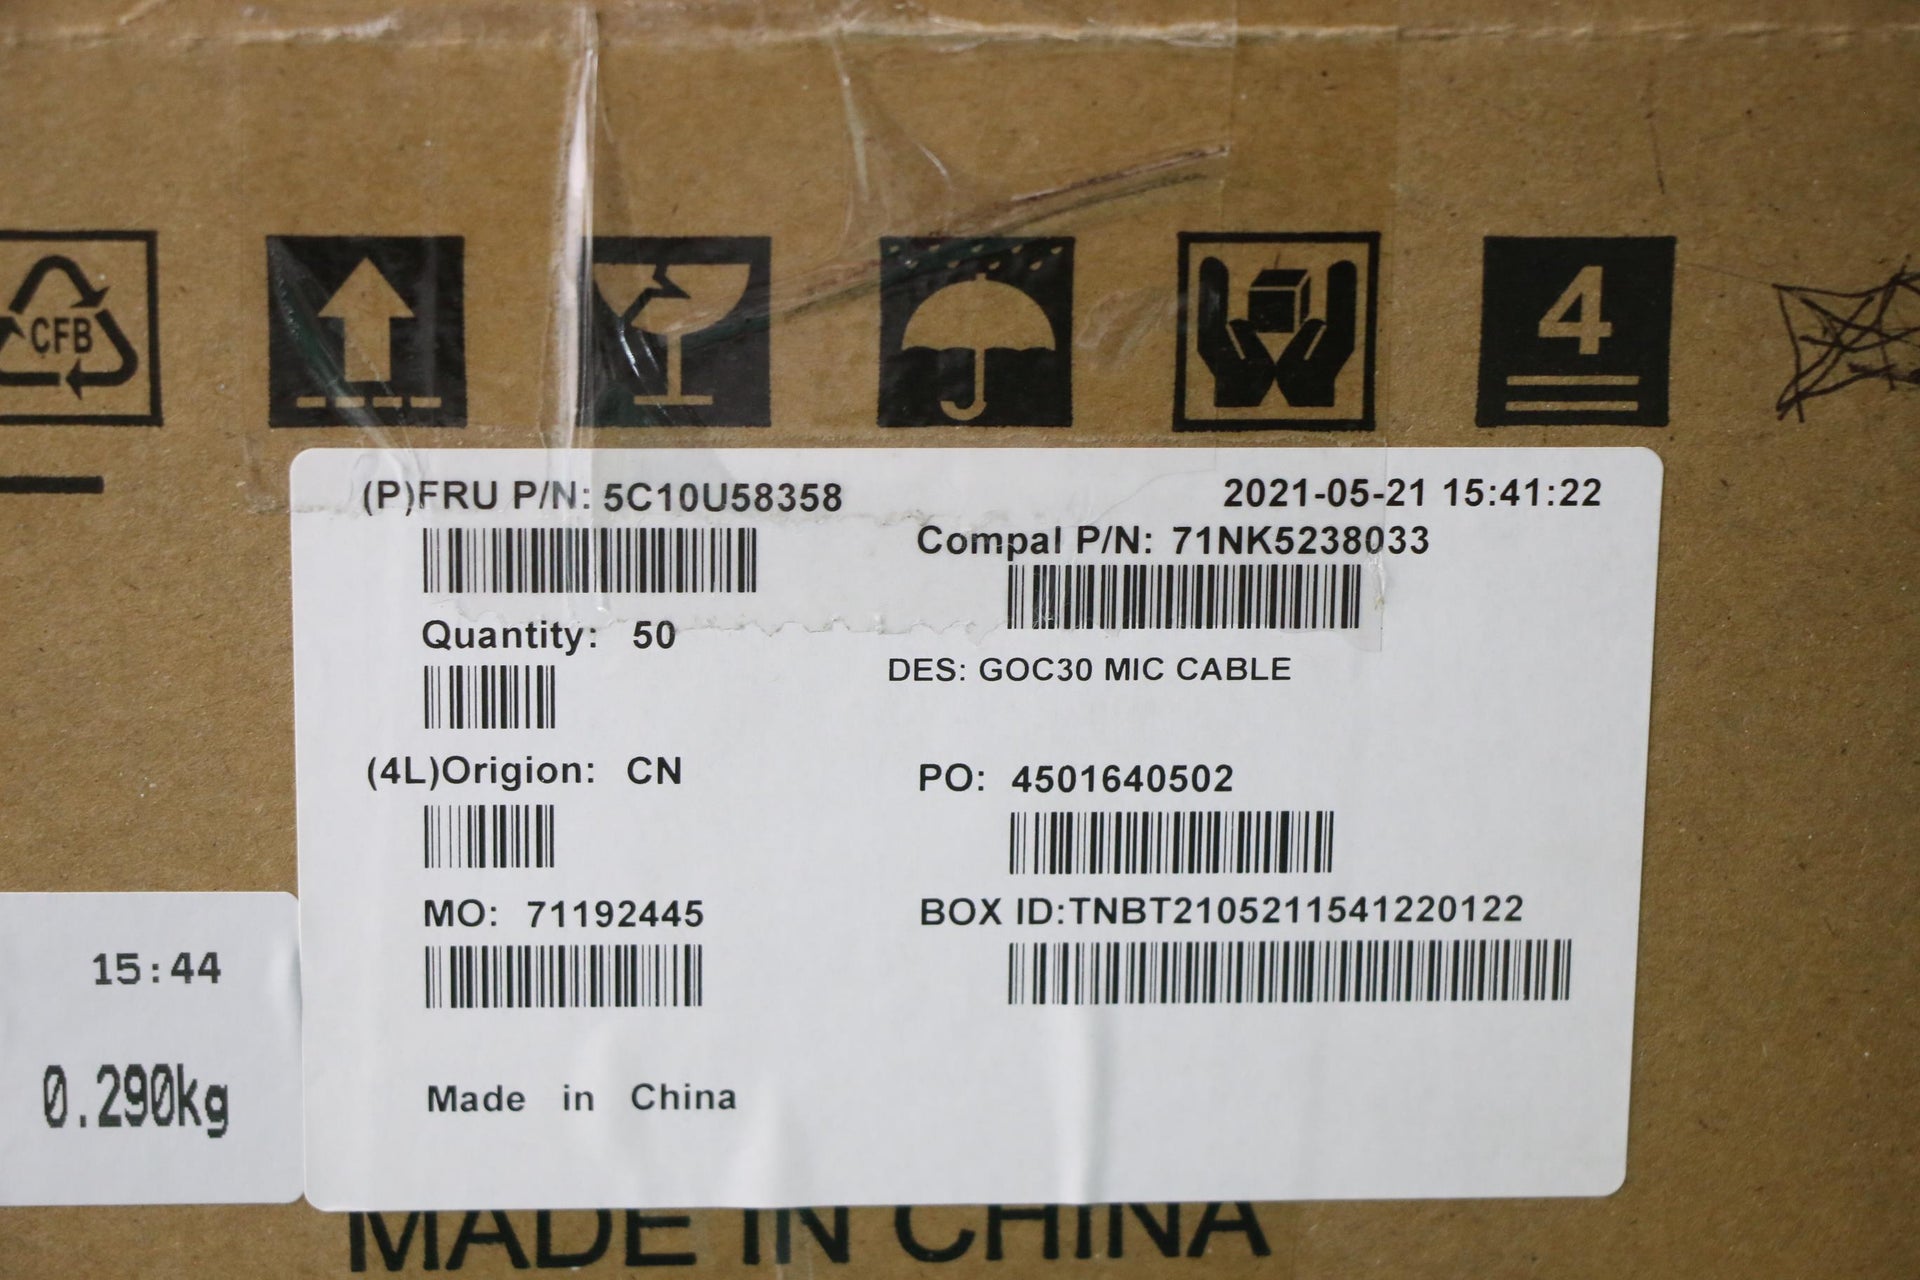 CFB
4
(P)FRU P/N: 5C10U58358
2021-05-21 15:41:22
Compal P/N: 71NK5238033
Quantity: 50
DES: GOC30 MIC CABLE
(4L)Origion: CN
PO: 4501640502
MO: 71192445
BOX ID:TNBT2105211541220122
Made in China
15:44
0.290kg
MADE IN CHINA